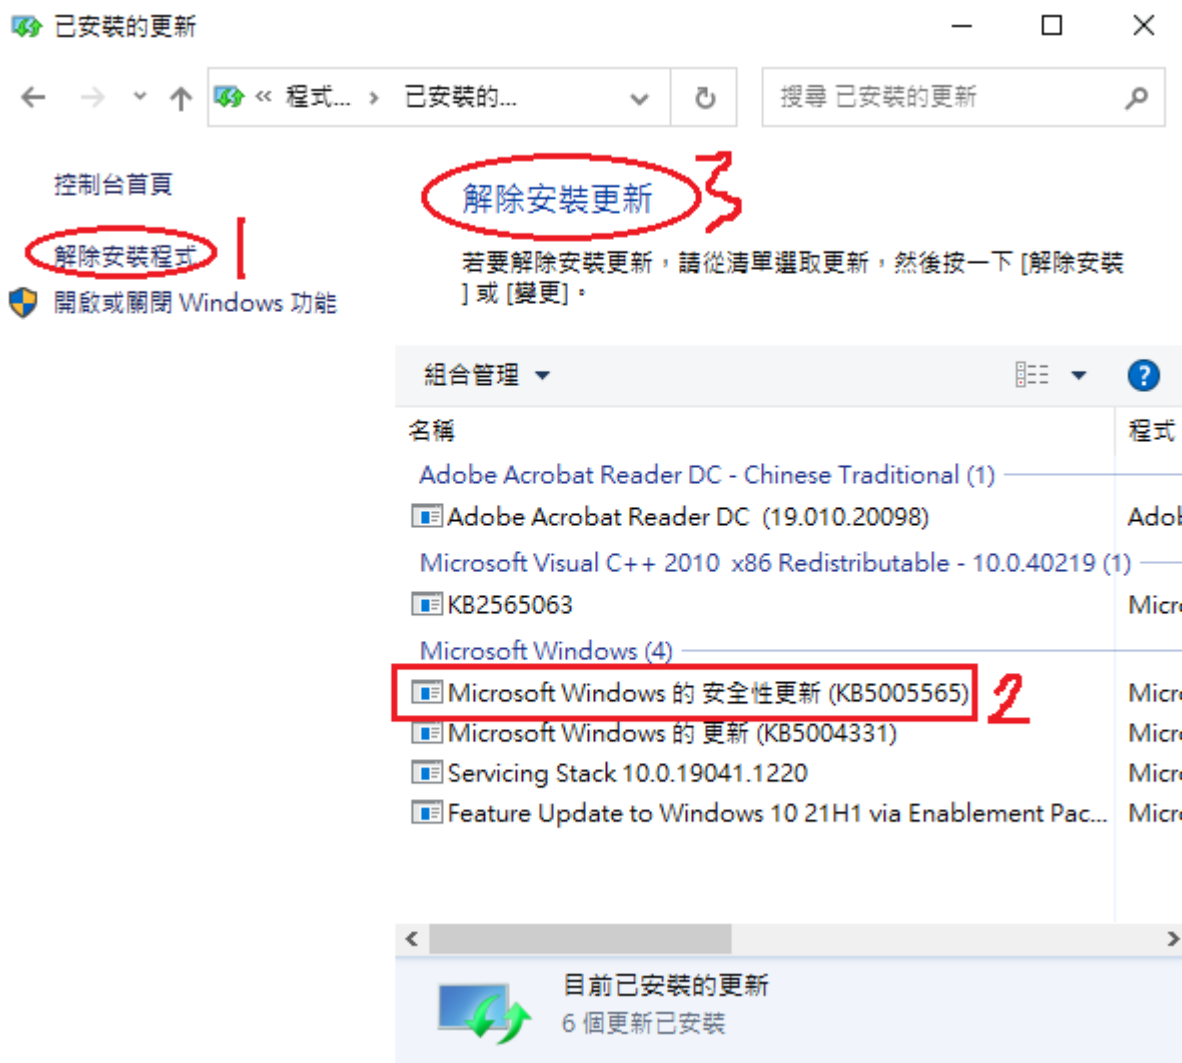 已安裝的更新
« 程式... › 已安裝的...
搜尋 已安裝的更新
控制台首頁
解除安裝程式 1
開啟或關閉 Windows 功能
解除安裝更新 3
若要解除安裝更新，請從清單選取更新，然後按一下 [解除安裝
] 或 [變更]。
組合管理
名稱 程式
Adobe Acrobat Reader DC - Chinese Traditional (1)
Adobe Acrobat Reader DC (19.010.20098) Adob
Microsoft Visual C++ 2010 x86 Redistributable - 10.0.40219 (1)
KB2565063 Micro
Microsoft Windows (4)
Microsoft Windows 的 安全性更新 (KB5005565) 2 Micro
Microsoft Windows 的 更新 (KB5004331) Micro
Servicing Stack 10.0.19041.1220 Micro
Feature Update to Windows 10 21H1 via Enablement Pac... Micro
目前已安裝的更新
6 個更新已安裝